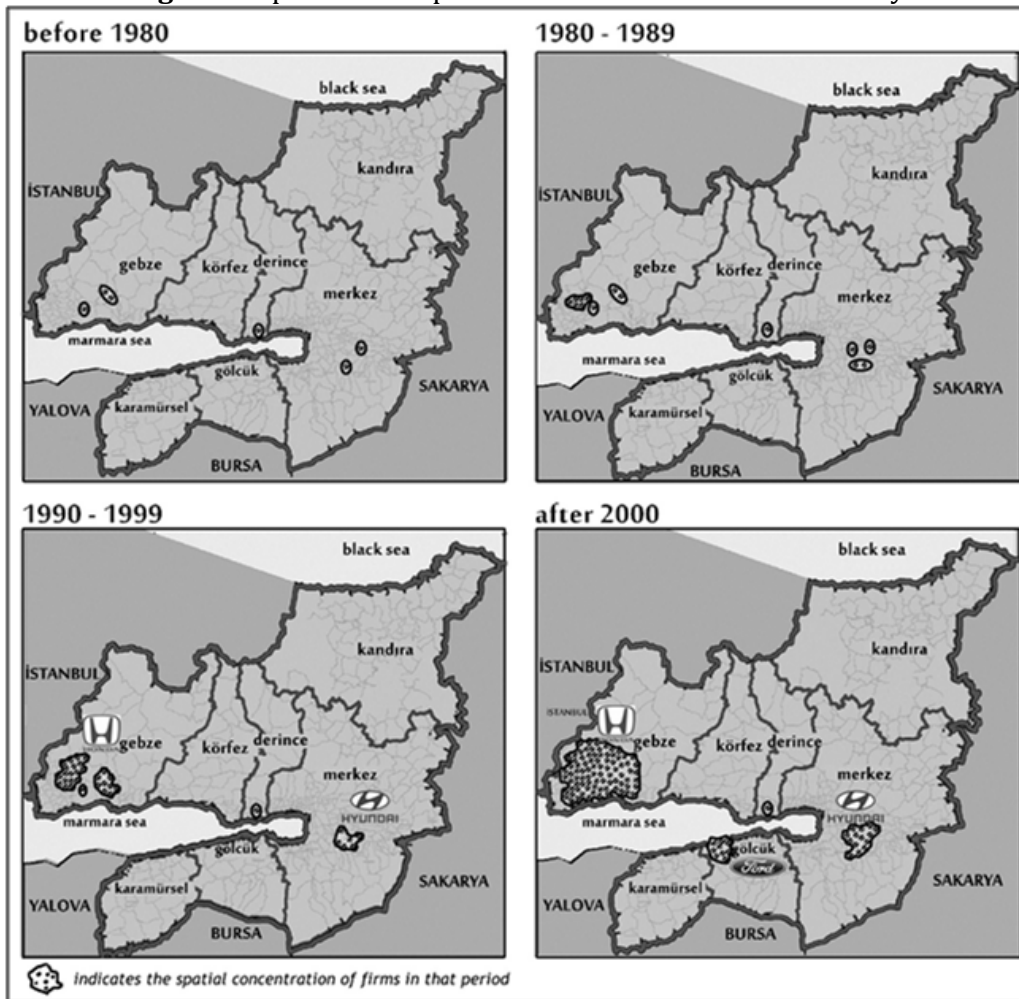 before 1980
black sea
kandıra
İSTANBUL
gebze
körfez
derince
merkez
marmara sea
gölcük
SAKARYA
YALOVA
karamürsel
BURSA
1980 - 1989
black sea
kandıra
İSTANBUL
gebze
körfez
derince
merkez
marmara sea
gölcük
SAKARYA
YALOVA
karamürsel
BURSA
1990 - 1999
black sea
kandıra
İSTANBUL
gebze
körfez
derince
merkez
HYUNDAI
marmara sea
gölcük
SAKARYA
YALOVA
karamürsel
BURSA
after 2000
black sea
kandıra
İSTANBUL
İSTANBUL
gebze
körfez
derince
merkez
HYUNDAI
marmara sea
gölcük
Ford
SAKARYA
YALOVA
karamürsel
BURSA
indicates the spatial concentration of firms in that period